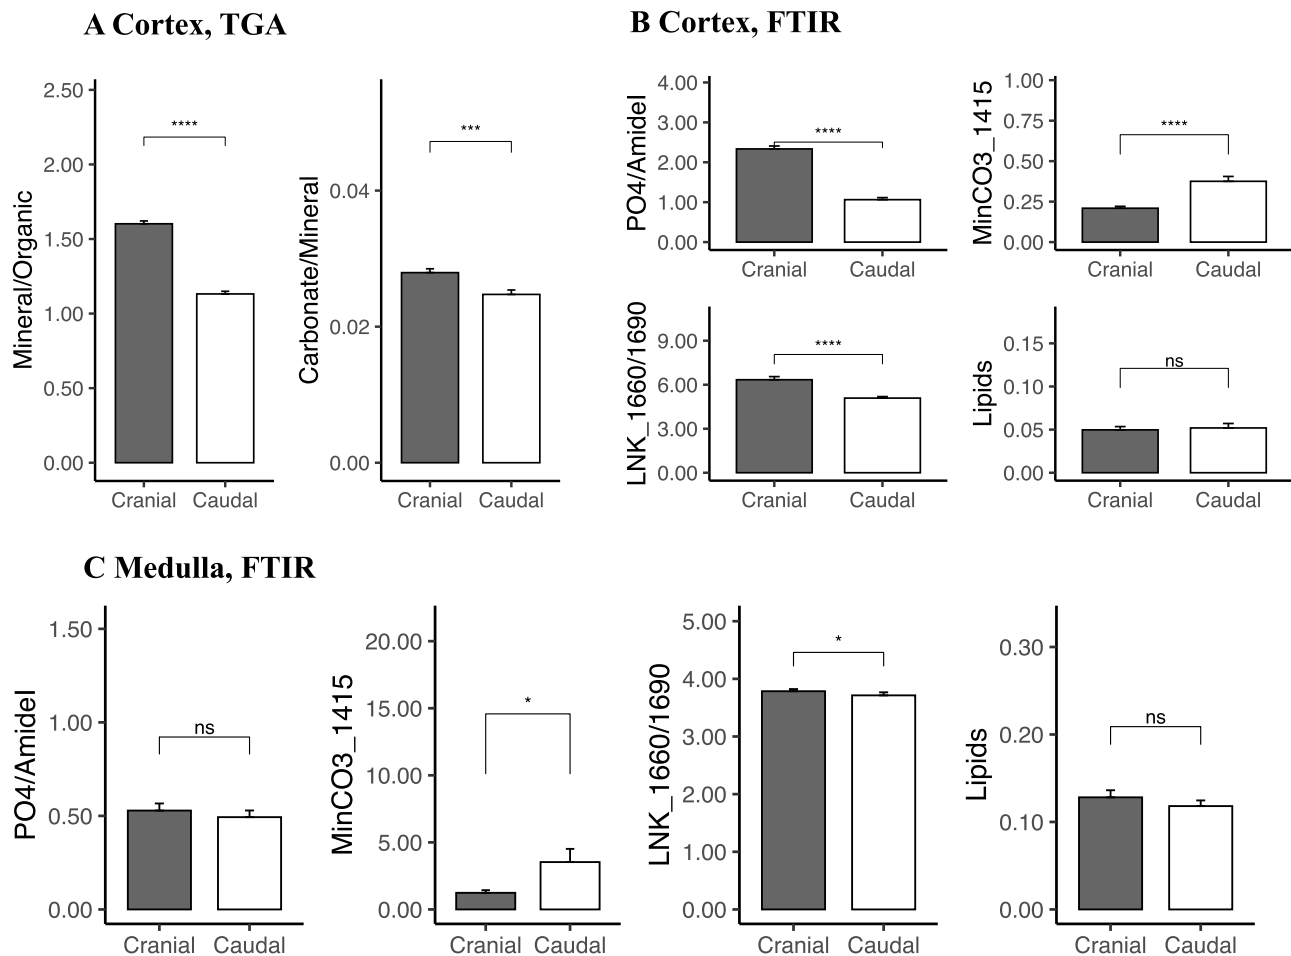 A Cortex, TGA
B Cortex, FTIR
Mineral/Organic
2.50
2.00
1.50
1.00
0.50
0.00
****
Cranial Caudal
Carbonate/Mineral
0.04
0.02
0.00
***
Cranial Caudal
PO4/AmideI
4.00
3.00
2.00
1.00
0.00
****
Cranial Caudal
MinCO3_1415
1.00
0.75
0.50
0.25
0.00
****
Cranial Caudal
LNK_1660/1690
9.00
6.00
3.00
0.00
****
Cranial Caudal
Lipids
0.15
0.10
0.05
0.00
ns
Cranial Caudal
C Medulla, FTIR
PO4/AmideI
1.50
1.00
0.50
0.00
ns
Cranial Caudal
MinCO3_1415
20.00
15.00
10.00
5.00
0.00
*
Cranial Caudal
LNK_1660/1690
5.00
4.00
3.00
2.00
1.00
0.00
*
Cranial Caudal
Lipids
0.30
0.20
0.10
0.00
ns
Cranial Caudal